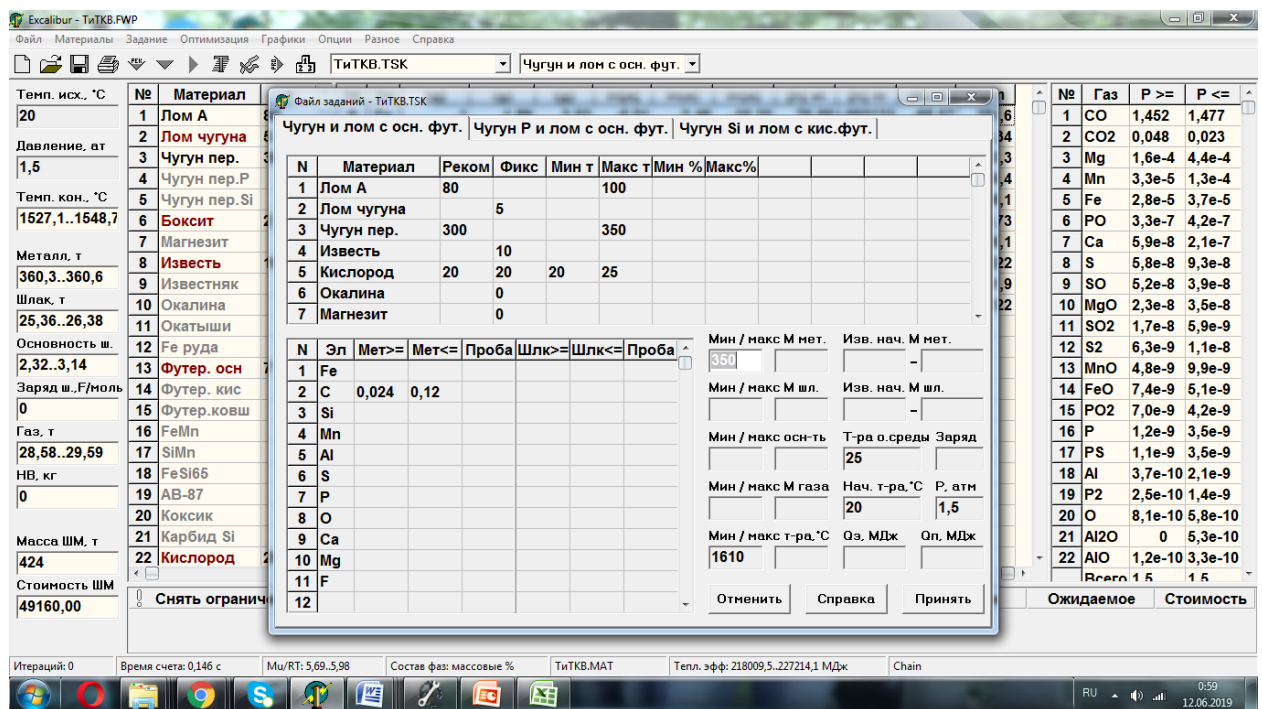 Excalibur - ТиТКВ.FWP
Файл Материалы Задание Оптимизация Графики Опции Разное Справка
ТиТКВ.TSK Чугун и лом с осн. фут.
Темп. исх., °C
20
Давление, ат
1,5
Темп. кон., °C
1527,1..1548,7
Металл, т
360,3..360,6
Шлак, т
25,36..26,38
Основность ш.
2,32..3,14
Заряд ш.,F/моль
0
Газ, т
28,58..29,59
НВ, кг
0
Масса ШМ, т
424
Стоимость ШМ
49160,00
№ Материал
1 Лом А
2 Лом чугуна
3 Чугун пер.
4 Чугун пер.P
5 Чугун пер.Si
6 Боксит
7 Магнезит
8 Известь
9 Известняк
10 Окалина
11 Окатыши
12 Fe руда
13 Футер. осн
14 Футер. кис
15 Футер.ковш
16 FeMn
17 SiMn
18 FeSi65
19 АВ-87
20 Коксик
21 Карбид Si
22 Кислород
Файл заданий - ТиТКВ.TSK
Чугун и лом с осн. фут. Чугун P и лом с осн. фут. Чугун Si и лом с кис.фут.
N Материал Реком Фикс Мин т Макс т Мин % Макс%
1 Лом А 80 100
2 Лом чугуна 5
3 Чугун пер. 300 350
4 Известь 10
5 Кислород 20 20 20 25
6 Окалина 0
7 Магнезит 0
N Эл Мет>= Мет<= Проба Шлк>= Шлк<= Проба
1 Fe
2 C 0,024 0,12
3 Si
4 Mn
5 Al
6 S
7 P
8 O
9 Ca
10 Mg
11 F
12
Мин / макс М мет. Изв. нач. М мет.
350 -
Мин / макс М шл. Изв. нач. М шл.
-
Мин / макс осн-ть Т-ра о.среды Заряд
25
Мин / макс М газа Нач. т-ра,°C Р, атм
20 1,5
Мин / макс т-ра,°C Qэ, МДж Qп, МДж
1610
Отменить Справка Принять
№ Газ P >= P <=
1 CO 1,452 1,477
2 CO2 0,048 0,023
3 Mg 1,6e-4 4,4e-4
4 Mn 3,3e-5 1,3e-4
5 Fe 2,8e-5 3,7e-5
6 PO 3,3e-7 4,2e-7
7 Ca 5,9e-8 2,1e-7
8 S 5,8e-8 9,3e-8
9 SO 5,2e-8 3,9e-8
10 MgO 2,3e-8 3,5e-8
11 SO2 1,7e-8 5,9e-9
12 S2 6,3e-9 1,1e-8
13 MnO 4,8e-9 9,9e-9
14 FeO 7,4e-9 5,1e-9
15 PO2 7,0e-9 4,2e-9
16 P 1,2e-9 3,5e-9
17 PS 1,1e-9 3,5e-9
18 Al 3,7e-10 2,1e-9
19 P2 2,5e-10 1,4e-9
20 O 8,1e-10 5,8e-10
21 Al2O 0 5,3e-10
22 AlO 1,2e-10 3,3e-10
Всего 1,5 1,5
Снять огранич Ожидаемое Стоимость
Итераций: 0 Время счета: 0,146 с Mu/RT: 5,69..5,98 Состав фаз: массовые % ТиТКВ.MAT Тепл. эфф: 218009,5..227214,1 МДж Chain
RU 0:59
12.06.2019